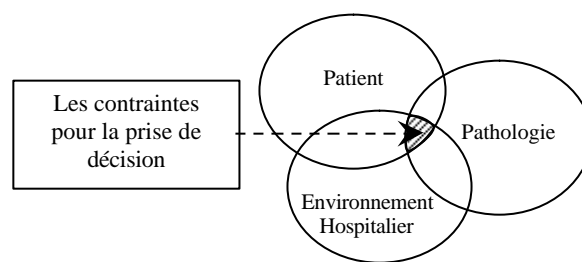 Les contraintes
pour la prise de
décision
Patient
Pathologie
Environnement
Hospitalier